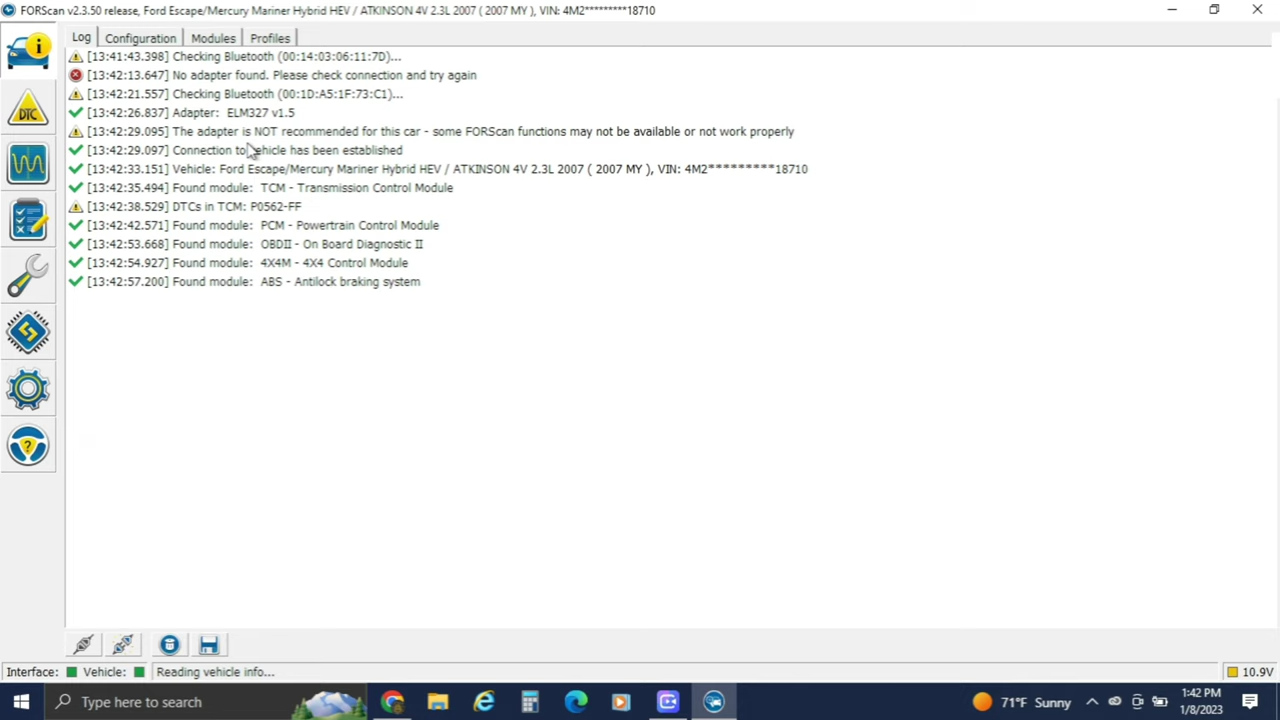 FORScan v2.3.50 release, Ford Escape/Mercury Mariner Hybrid HEV / ATKINSON 4V 2.3L 2007 ( 2007 MY ), VIN: 4M2*********18710
Log Configuration Modules Profiles
[13:41:43.398] Checking Bluetooth (00:14:03:06:11:7D)...
[13:42:13.647] No adapter found. Please check connection and try again
[13:42:21.557] Checking Bluetooth (00:1D:A5:1F:73:C1)...
[13:42:26.837] Adapter: ELM327 v1.5
[13:42:29.095] The adapter is NOT recommended for this car - some FORScan functions may not be available or not work properly
[13:42:29.097] Connection to vehicle has been established
[13:42:33.151] Vehicle: Ford Escape/Mercury Mariner Hybrid HEV / ATKINSON 4V 2.3L 2007 ( 2007 MY ), VIN: 4M2*********18710
[13:42:35.494] Found module: TCM - Transmission Control Module
[13:42:38.529] DTCs in TCM: P0562-FF
[13:42:42.571] Found module: PCM - Powertrain Control Module
[13:42:53.668] Found module: OBDII - On Board Diagnostic II
[13:42:54.927] Found module: 4X4M - 4X4 Control Module
[13:42:57.200] Found module: ABS - Antilock braking system
DTC
Interface: Vehicle: Reading vehicle info... 10.9V
Type here to search 71°F Sunny 1:42 PM
1/8/2023